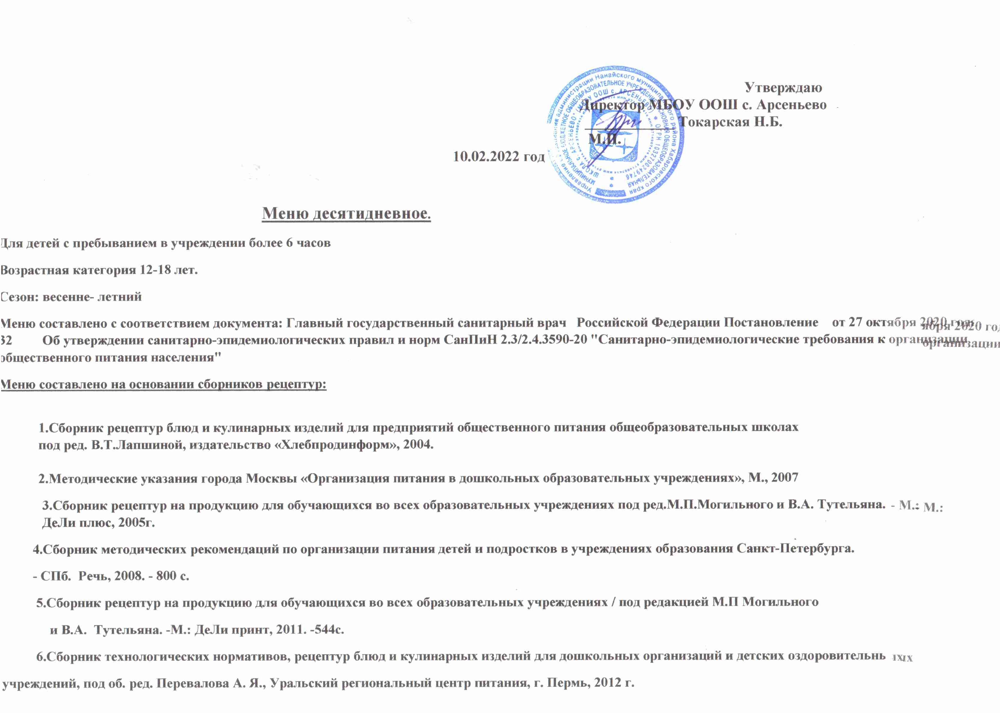 Утверждаю
Директор МБОУ ООШ с. Арсеньево
Токарская Н.Б.
М.П.
10.02.2022 год
Управление образования администрации Нанайского муниципального района Хабаровского края
МУНИЦИПАЛЬНОЕ БЮДЖЕТНОЕ ОБЩЕОБРАЗОВАТЕЛЬНОЕ УЧРЕЖДЕНИЕ ОСНОВНАЯ ОБЩЕОБРАЗОВАТЕЛЬНАЯ
ШКОЛА с. АРСЕНЬЕВО" (МБОУ ООШ с. АРСЕНЬЕВО) * ОГРН 1032700249746
Меню десятидневное.
Для детей с пребыванием в учреждении более 6 часов
Возрастная категория 12-18 лет.
Сезон: весенне- летний
Меню составлено с соответствием документа: Главный государственный санитарный врач Российской Федерации Постановление от 27 октября 2020 год
32 Об утверждении санитарно-эпидемиологических правил и норм СанПиН 2.3/2.4.3590-20 "Санитарно-эпидемиологические требования к организации
общественного питания населения"
Меню составлено на основании сборников рецептур:
1.Сборник рецептур блюд и кулинарных изделий для предприятий общественного питания общеобразовательных школах
под ред. В.Т.Лапшиной, издательство «Хлебпродинформ», 2004.
2.Методические указания города Москвы «Организация питания в дошкольных образовательных учреждениях», М., 2007
3.Сборник рецептур на продукцию для обучающихся во всех образовательных учреждениях под ред.М.П.Могильного и В.А. Тутельяна. - М.: М.:
ДеЛи плюс, 2005г.
4.Сборник методических рекомендаций по организации питания детей и подростков в учреждениях образования Санкт-Петербурга.
- СПб. Речь, 2008. - 800 с.
5.Сборник рецептур на продукцию для обучающихся во всех образовательных учреждениях / под редакцией М.П Могильного
и В.А. Тутельяна. -М.: ДеЛи принт, 2011. -544с.
6.Сборник технологических нормативов, рецептур блюд и кулинарных изделий для дошкольных организаций и детских оздоровительных
учреждений, под об. ред. Перевалова А. Я., Уральский региональный центр питания, г. Пермь, 2012 г.